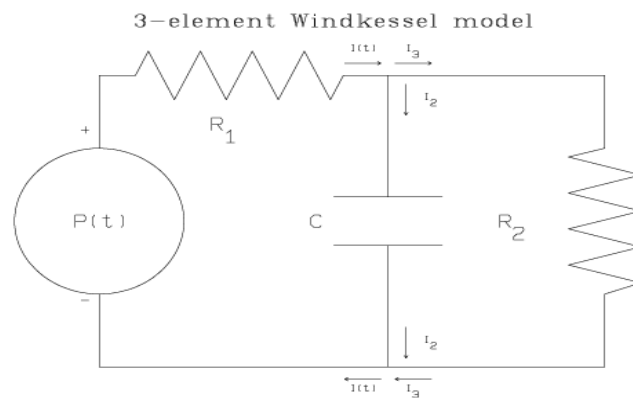 3-element Windkessel model
I(t) I3
I2
+
R1
P(t)
C
R2
-
I2
I(t) I3